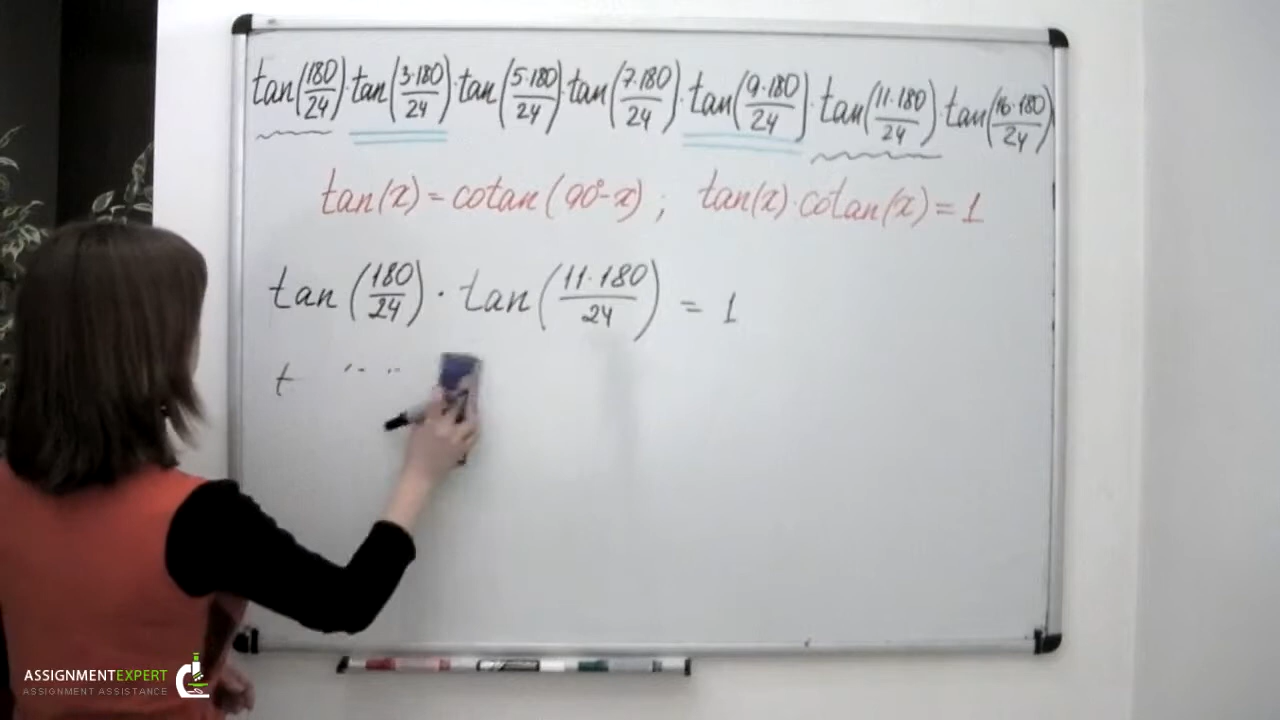 tan(180/24)·tan(3·180/24)·tan(5·180/24)·tan(7·180/24)·tan(9·180/24)·tan(11·180/24)·tan(16·180/24)
tan(x) = cotan(90°-x); tan(x)·cotan(x) = 1
tan(180/24)·tan(11·180/24) = 1
t
ASSIGNMENTEXPERT
ASSIGNMENT ASSISTANCE